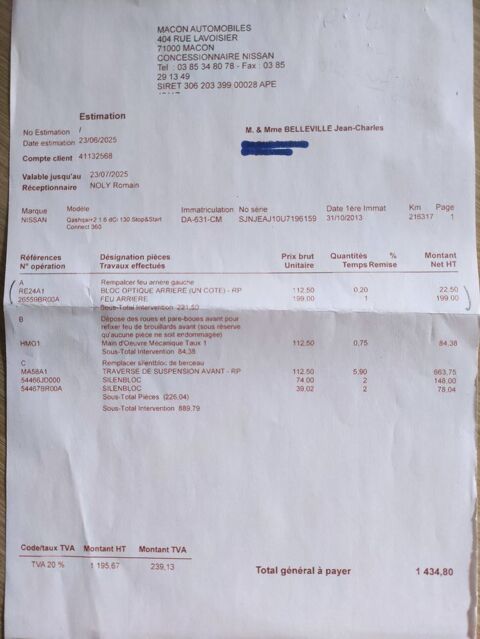 MACON AUTOMOBILES
404 RUE LAVOISIER
71000 MACON
CONCESSIONNAIRE NISSAN
Tel : 03 85 34 80 78 - Fax : 03 85
29 13 49
SIRET 306 203 399 00028 APE
Estimation
No Estimation /
Date estimation 23/06/2025
Compte client 41132568
M. & Mme BELLEVILLE Jean-Charles
Valable jusqu'au 23/07/2025
Réceptionnaire NOLY Romain
Marque Modèle Immatriculation No série Date 1ère Immat Km Page
NISSAN Qashqai+2 1.6 dCi 130 Stop&Start DA-631-CM SJNJEAJ10U7196159 31/10/2013 216317 1
Connect 360
Références Désignation pièces Prix brut Quantités % Montant
N° opération Travaux effectués Unitaire Temps Remise Net HT
A Remplacer feu arrière gauche
RE24A1 BLOC OPTIQUE ARRIERE (UN COTE) - RP 112,50 0,20 22,50
26559BR00A FEU ARRIERE 199,00 1 199,00
Sous-Total Intervention 221,50
B Dépose des roues et pare-boues avant pour
refixer feu de brouillards avant (sous réserve
qu'aucune pièce ne soit endommagée)
HMO1 Main d'Oeuvre Mecanique Taux 1 112,50 0,75 84,38
Sous-Total Intervention 84,38
C Remplacer silentbloc de berceau
MA58A1 TRAVERSE DE SUSPENSION AVANT - RP 112,50 5,90 663,75
54466JD000 SILENBLOC 74,00 2 148,00
54467BR00A SILENBLOC 39,02 2 78,04
Sous-Total Pièces (226,04)
Sous-Total Intervention 889,79
Code/taux TVA Montant HT Montant TVA
TVA 20 % 1 195,67 239,13
Total général à payer 1 434,80